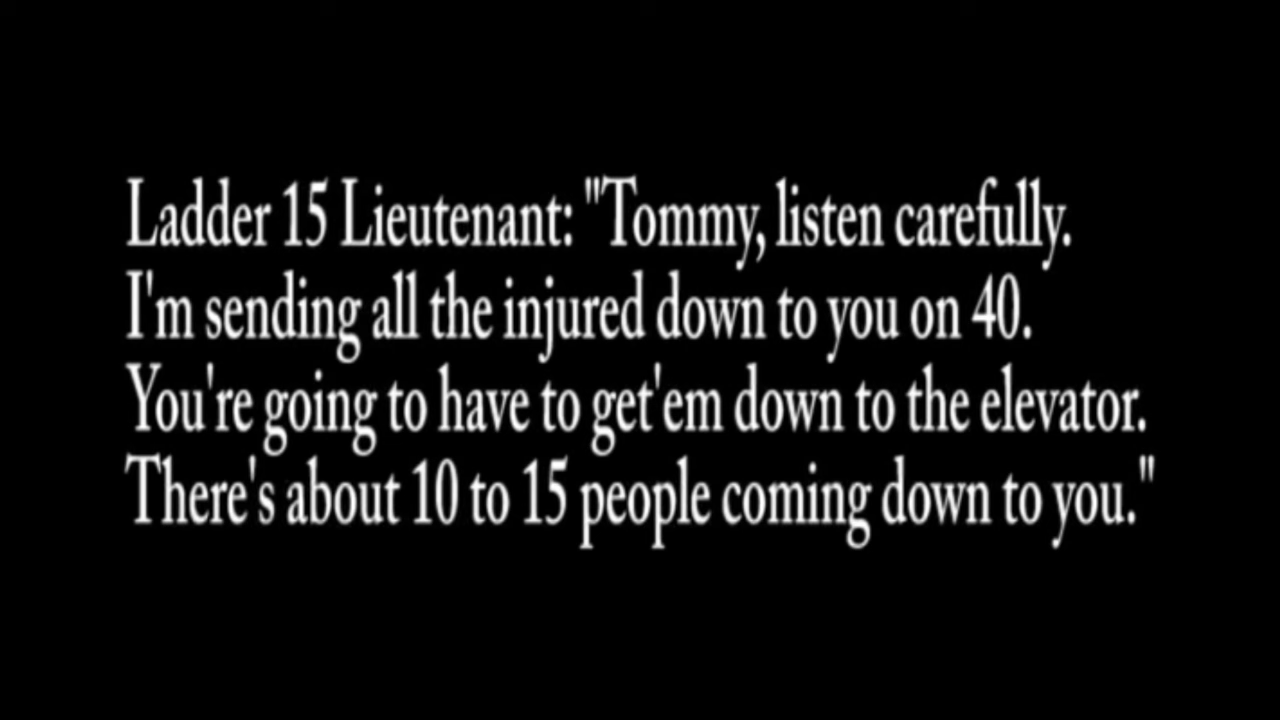 Ladder 15 Lieutenant: "Tommy, listen carefully.
I'm sending all the injured down to you on 40.
You're going to have to get'em down to the elevator.
There's about 10 to 15 people coming down to you."